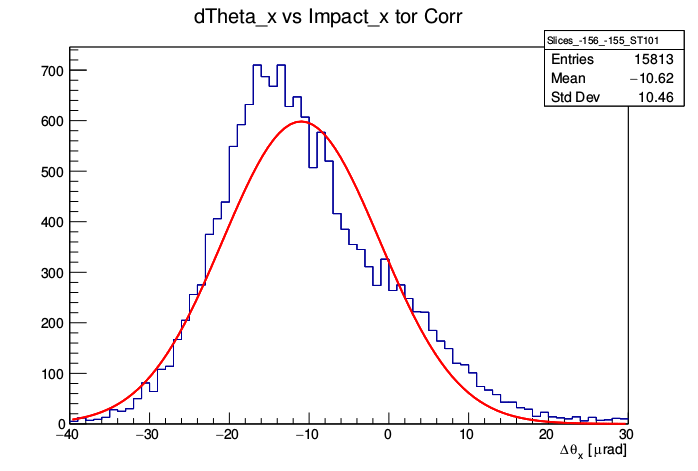 dTheta_x vs Impact_x tor Corr
Slices_-156_-155_ST101
Entries 15813
Mean −10.62
Std Dev 10.46
700
600
500
400
300
200
100
0
−40 −30 −20 −10 0 10 20 30
Δθx [μrad]